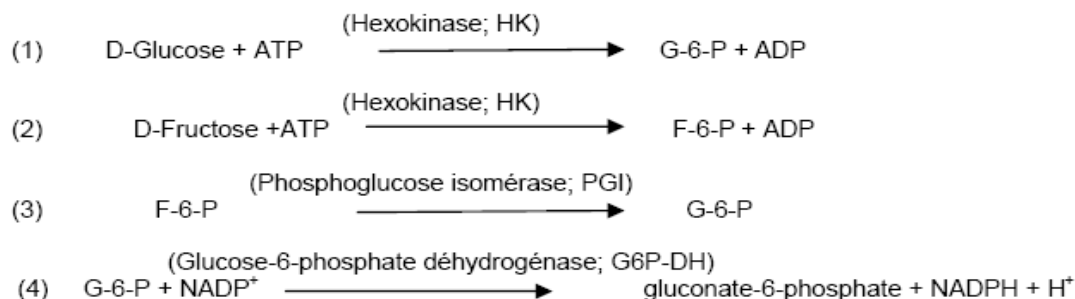 (Hexokinase; HK)
(1) D-Glucose + ATP G-6-P + ADP
(Hexokinase; HK)
(2) D-Fructose +ATP F-6-P + ADP
(Phosphoglucose isomérase; PGI)
(3) F-6-P G-6-P
(Glucose-6-phosphate déhydrogénase; G6P-DH)
(4) G-6-P + NADP⁺ gluconate-6-phosphate + NADPH + H⁺